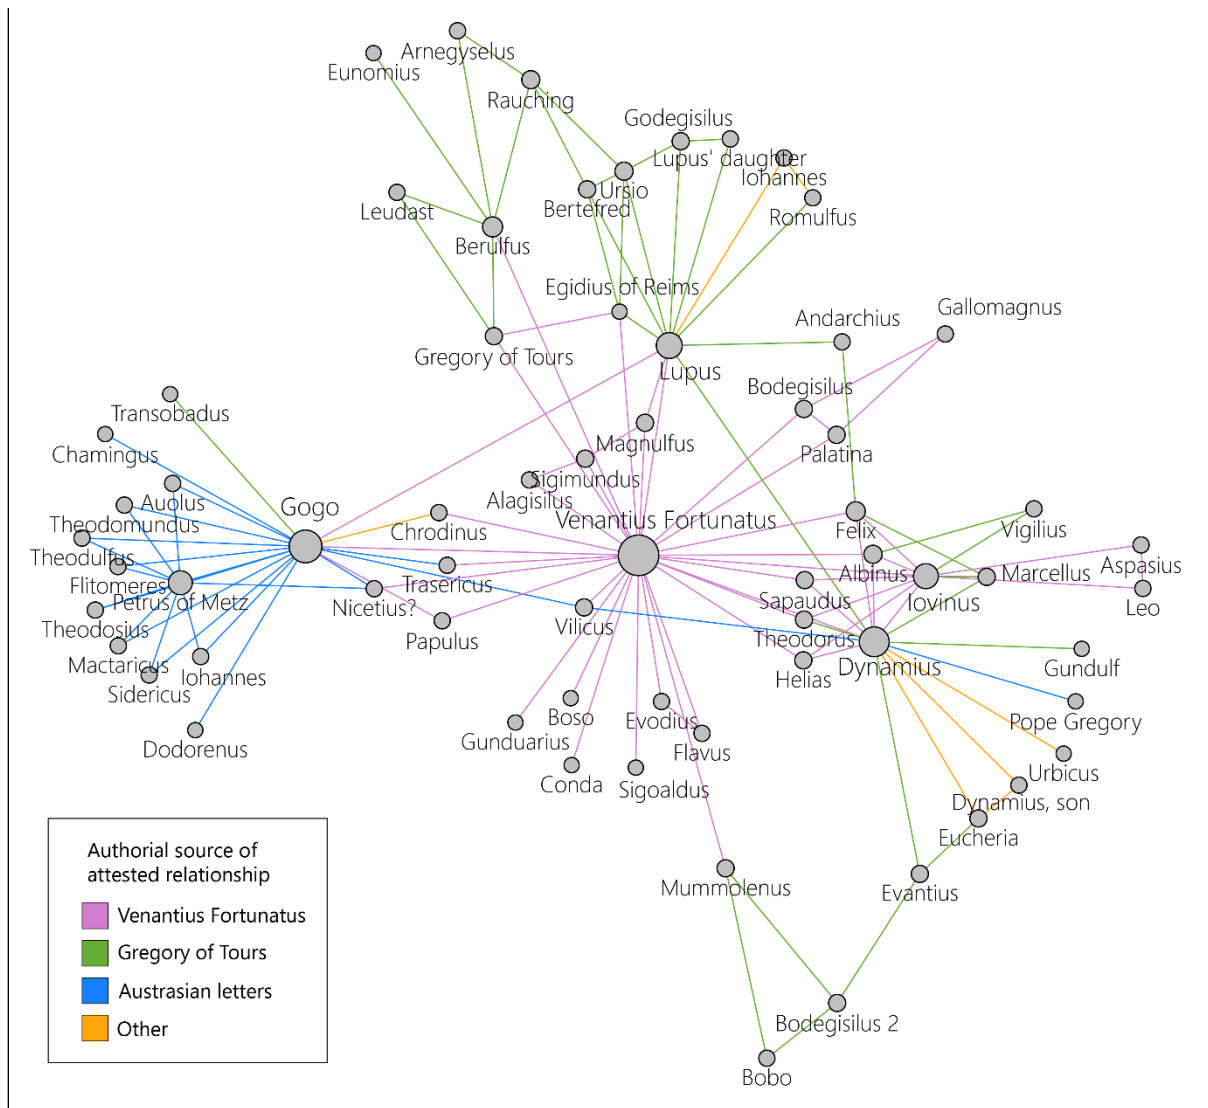 Arnegyselus
Eunomius
Rauching
Godegisilus
Lupus' daughter
Iohannes
Ursio
Bertefred
Romulfus
Leudast
Berulfus
Egidius of Reims
Gallomagnus
Andarchius
Gregory of Tours
Lupus
Bodegisilus
Transobadus
Magnulfus
Palatina
Chamingus
Sigimundus
Alagisilus
Auolus
Gogo
Venantius Fortunatus
Theodomundus
Chrodinus
Felix
Vigilius
Theodulfus
Aspasius
Flitomeres
Trasericus
Albinus
Marcellus
Petrus of Metz
Nicetius?
Sapaudus
Iovinus
Leo
Theodosius
Papulus
Vilicus
Theodorus
Mactaricus
Iohannes
Dynamius
Gundulf
Sidericus
Helias
Boso
Evodius
Pope Gregory
Dodorenus
Gunduarius
Flavus
Conda
Sigoaldus
Urbicus
Dynamius, son
Eucheria
Mummolenus
Evantius
Bodegisilus 2
Bobo
Authorial source of
attested relationship
Venantius Fortunatus
Gregory of Tours
Austrasian letters
Other